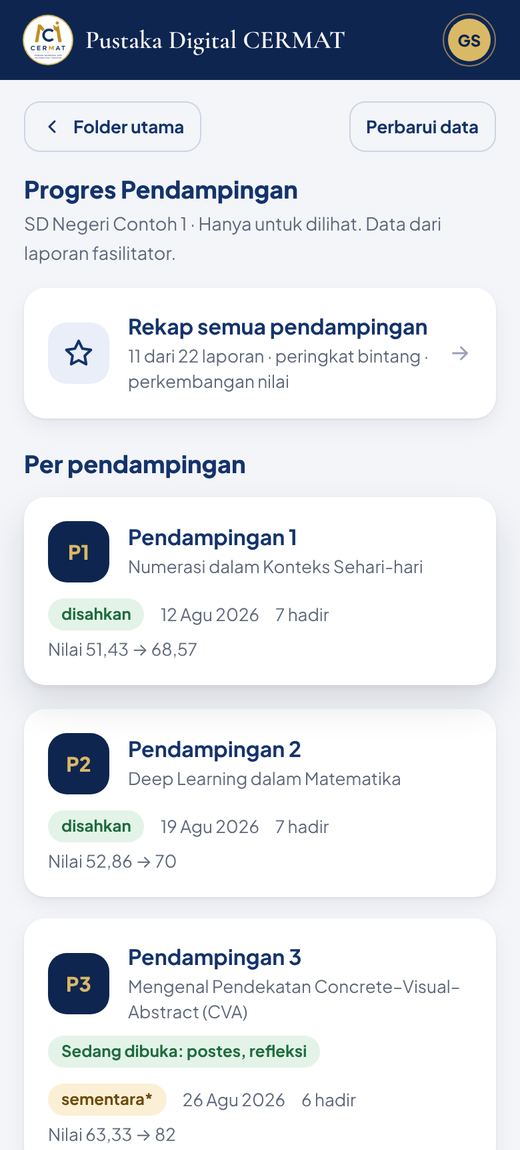 CERMAT
Pustaka Digital CERMAT
GS
Folder utama
Perbarui data
Progres Pendampingan
SD Negeri Contoh 1 · Hanya untuk dilihat. Data dari
laporan fasilitator.
Rekap semua pendampingan
11 dari 22 laporan · peringkat bintang ·
perkembangan nilai
Per pendampingan
P1
Pendampingan 1
Numerasi dalam Konteks Sehari-hari
disahkan 12 Agu 2026 7 hadir
Nilai 51,43 → 68,57
P2
Pendampingan 2
Deep Learning dalam Matematika
disahkan 19 Agu 2026 7 hadir
Nilai 52,86 → 70
P3
Pendampingan 3
Mengenal Pendekatan Concrete–Visual–
Abstract (CVA)
Sedang dibuka: postes, refleksi
sementara* 26 Agu 2026 6 hadir
Nilai 63,33 → 82